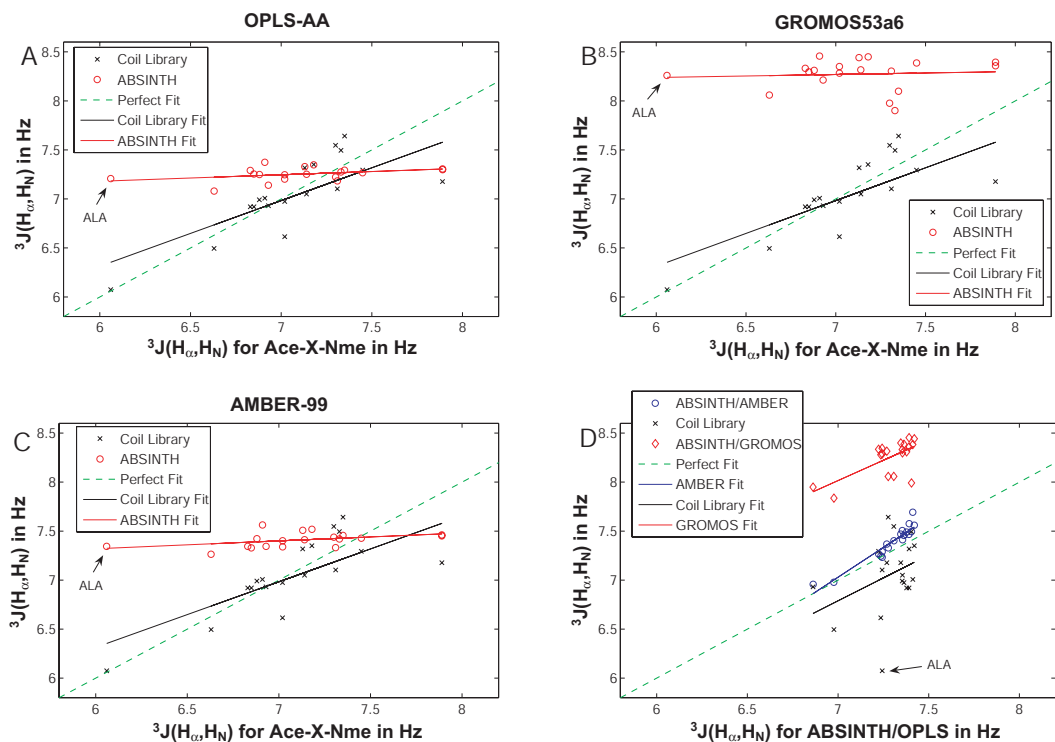 OPLS-AA
A
Coil Library
ABSINTH
Perfect Fit
Coil Library Fit
ABSINTH Fit
ALA
8.5
8
7.5
7
6.5
6
6 6.5 7 7.5 8
³J(Hα,HN) in Hz
³J(Hα,HN) for Ace-X-Nme in Hz
GROMOS53a6
B
ALA
Coil Library
ABSINTH
Perfect Fit
Coil Library Fit
ABSINTH Fit
8.5
8
7.5
7
6.5
6
6 6.5 7 7.5 8
³J(Hα,HN) in Hz
³J(Hα,HN) for Ace-X-Nme in Hz
AMBER-99
C
Coil Library
ABSINTH
Perfect Fit
Coil Library Fit
ABSINTH Fit
ALA
8.5
8
7.5
7
6.5
6
6 6.5 7 7.5 8
³J(Hα,HN) in Hz
³J(Hα,HN) for Ace-X-Nme in Hz
D
ABSINTH/AMBER
Coil Library
ABSINTH/GROMOS
Perfect Fit
AMBER Fit
Coil Library Fit
GROMOS Fit
ALA
8.5
8
7.5
7
6.5
6
6 6.5 7 7.5 8
³J(Hα,HN) in Hz
³J(Hα,HN) for ABSINTH/OPLS in Hz